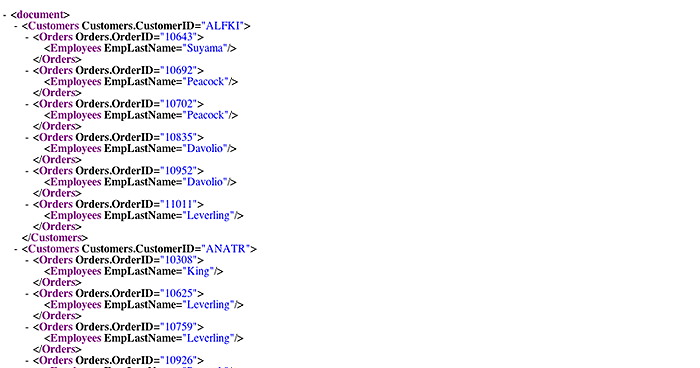 - <document>
- <Customers Customers.CustomerID="ALFKI">
- <Orders Orders.OrderID="10643">
<Employees EmpLastName="Suyama"/>
</Orders>
- <Orders Orders.OrderID="10692">
<Employees EmpLastName="Peacock"/>
</Orders>
- <Orders Orders.OrderID="10702">
<Employees EmpLastName="Peacock"/>
</Orders>
- <Orders Orders.OrderID="10835">
<Employees EmpLastName="Davolio"/>
</Orders>
- <Orders Orders.OrderID="10952">
<Employees EmpLastName="Davolio"/>
</Orders>
- <Orders Orders.OrderID="11011">
<Employees EmpLastName="Leverling"/>
</Orders>
</Customers>
- <Customers Customers.CustomerID="ANATR">
- <Orders Orders.OrderID="10308">
<Employees EmpLastName="King"/>
</Orders>
- <Orders Orders.OrderID="10625">
<Employees EmpLastName="Leverling"/>
</Orders>
- <Orders Orders.OrderID="10759">
<Employees EmpLastName="Leverling"/>
</Orders>
- <Orders Orders.OrderID="10926">